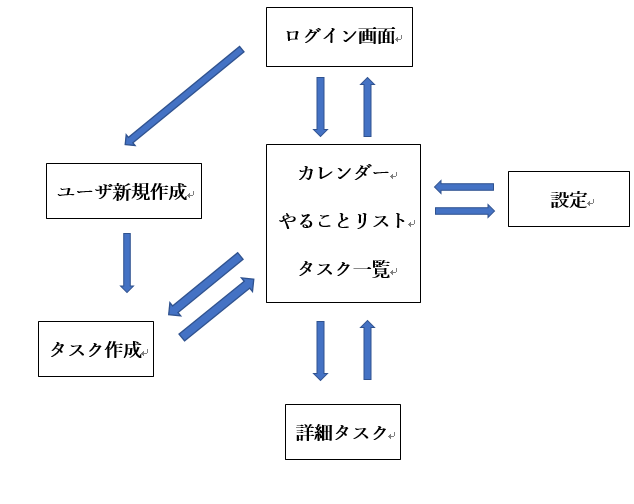 ログイン画面
カレンダー
やることリスト
タスク一覧
ユーザ新規作成
設定
タスク作成
詳細タスク